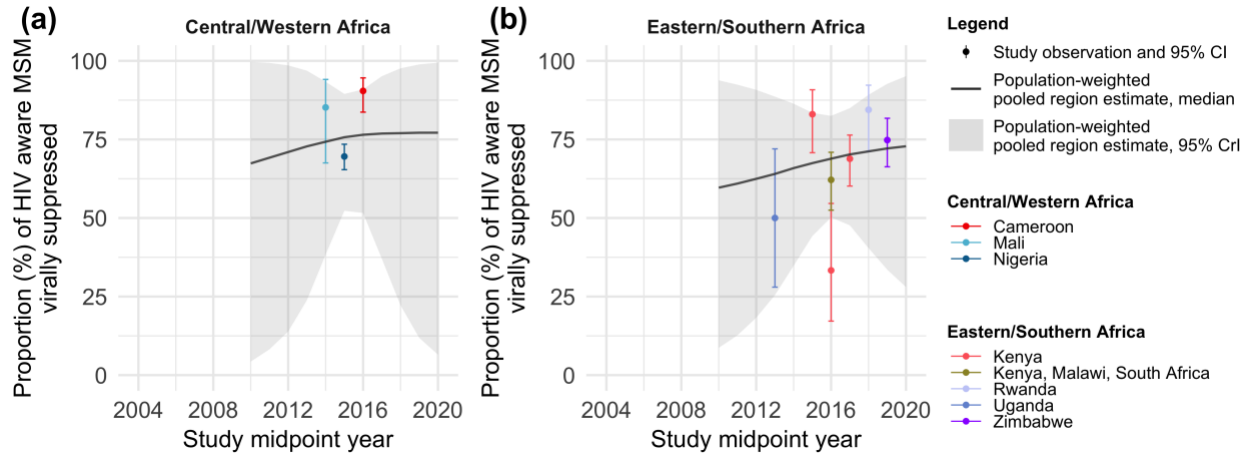 (a)
Central/Western Africa
Proportion (%) of HIV aware MSM
virally suppressed
100
75
50
25
0
2004 2008 2012 2016 2020
Study midpoint year
(b)
Eastern/Southern Africa
Proportion (%) of HIV aware MSM
virally suppressed
100
75
50
25
0
2004 2008 2012 2016 2020
Study midpoint year
Legend
Study observation and 95% CI
Population-weighted
pooled region estimate, median
Population-weighted
pooled region estimate, 95% CrI
Central/Western Africa
Cameroon
Mali
Nigeria
Eastern/Southern Africa
Kenya
Kenya, Malawi, South Africa
Rwanda
Uganda
Zimbabwe